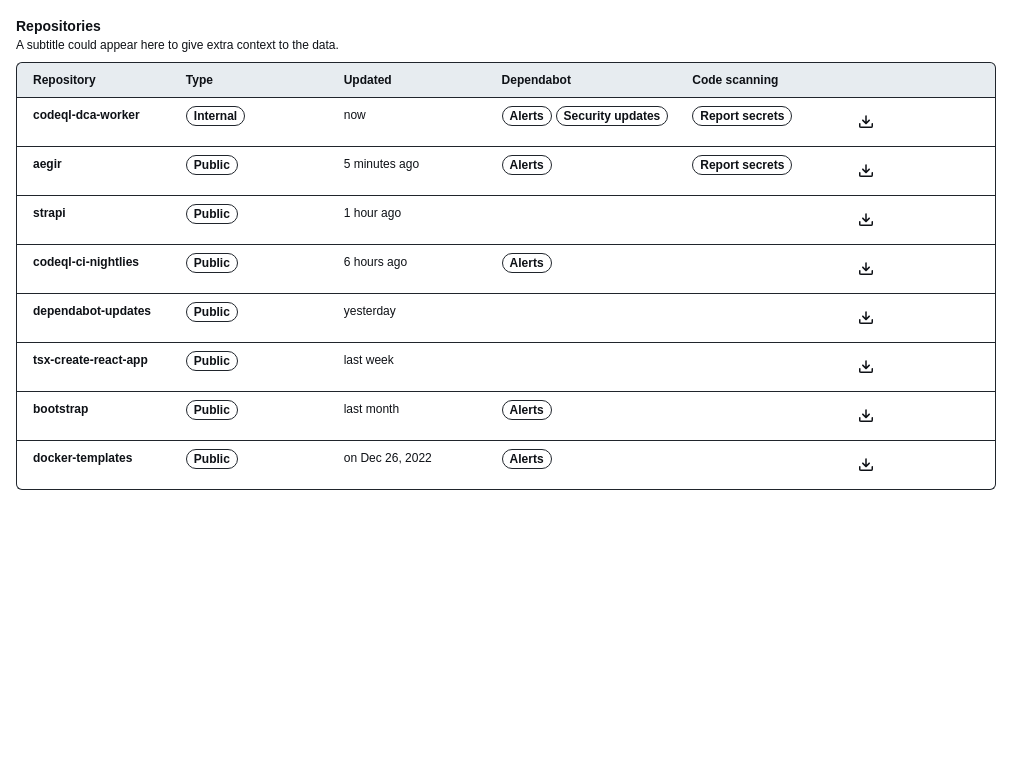 Repositories
A subtitle could appear here to give extra context to the data.
Repository Type Updated Dependabot Code scanning
codeql-dca-worker Internal now Alerts Security updates Report secrets
aegir Public 5 minutes ago Alerts Report secrets
strapi Public 1 hour ago
codeql-ci-nightlies Public 6 hours ago Alerts
dependabot-updates Public yesterday
tsx-create-react-app Public last week
bootstrap Public last month Alerts
docker-templates Public on Dec 26, 2022 Alerts